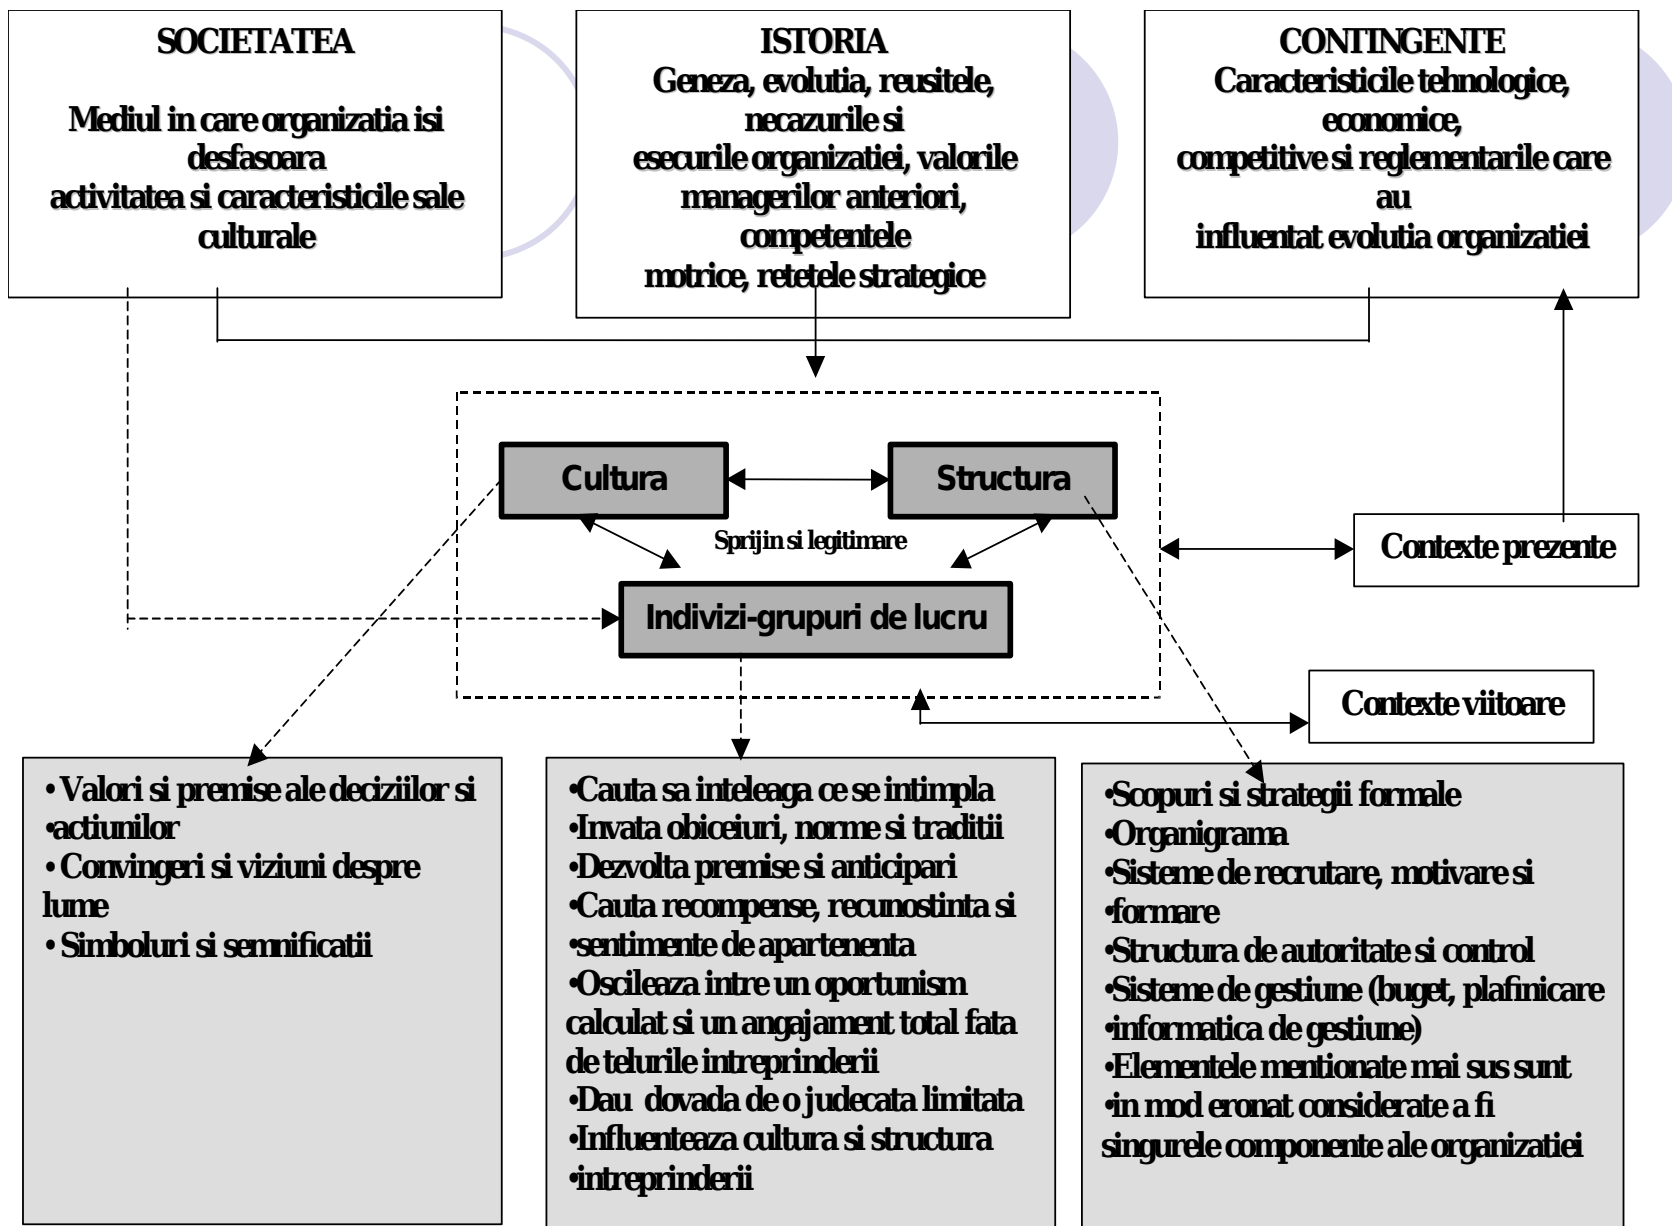 SOCIETATEA
Mediul in care organizatia isi
desfasoara
activitatea si caracteristicile sale
culturale
ISTORIA
Geneza, evolutia, reusitele,
necazurile si
esecurile organizatiei, valorile
managerilor anteriori,
competentele
motrice, retetele strategice
CONTINGENTE
Caracteristicile tehnologice,
economice,
competitive si reglementarile care
au
influentat evolutia organizatiei
Cultura
Structura
Sprijin si legitimare
Indivizi-grupuri de lucru
Contexte prezente
Contexte viitoare
• Valori si premise ale deciziilor si
•actiunilor
• Convingeri si viziuni despre
lume
• Simboluri si semnificatii
•Cauta sa inteleaga ce se intimpla
•Invata obiceiuri, norme si traditii
•Dezvolta premise si anticipari
•Cauta recompense, recunostinta si
•sentimente de apartenenta
•Oscileaza intre un oportunism
calculat si un angajament total fata
de telurile intreprinderii
•Dau dovada de o judecata limitata
•Influenteaza cultura si structura
•intreprinderii
•Scopuri si strategii formale
•Organigrama
•Sisteme de recrutare, motivare si
•formare
•Structura de autoritate si control
•Sisteme de gestiune (buget, plafinicare
•informatica de gestiune)
•Elementele mentionate mai sus sunt
•in mod eronat considerate a fi
singurele componente ale organizatiei